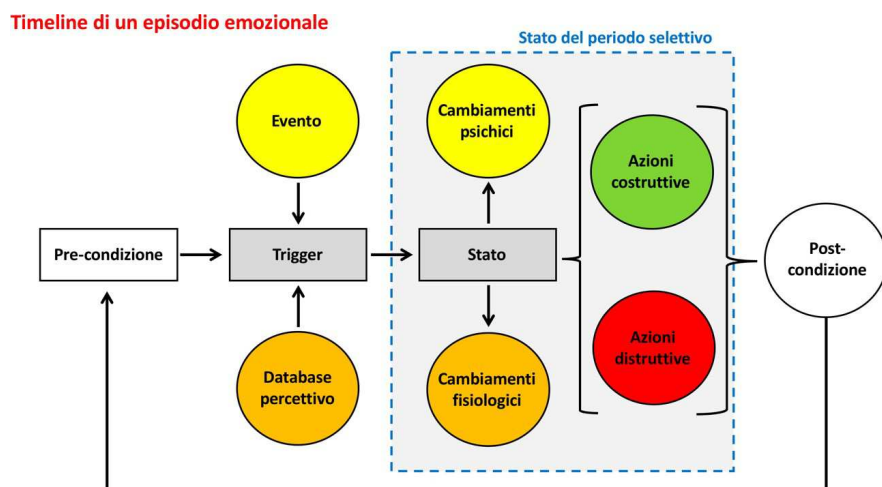 Timeline di un episodio emozionale
Stato del periodo selettivo
Evento
Cambiamenti
psichici
Azioni
costruttive
Pre-condizione
Trigger
Stato
Post-
condizione
Database
percettivo
Cambiamenti
fisiologici
Azioni
distruttive